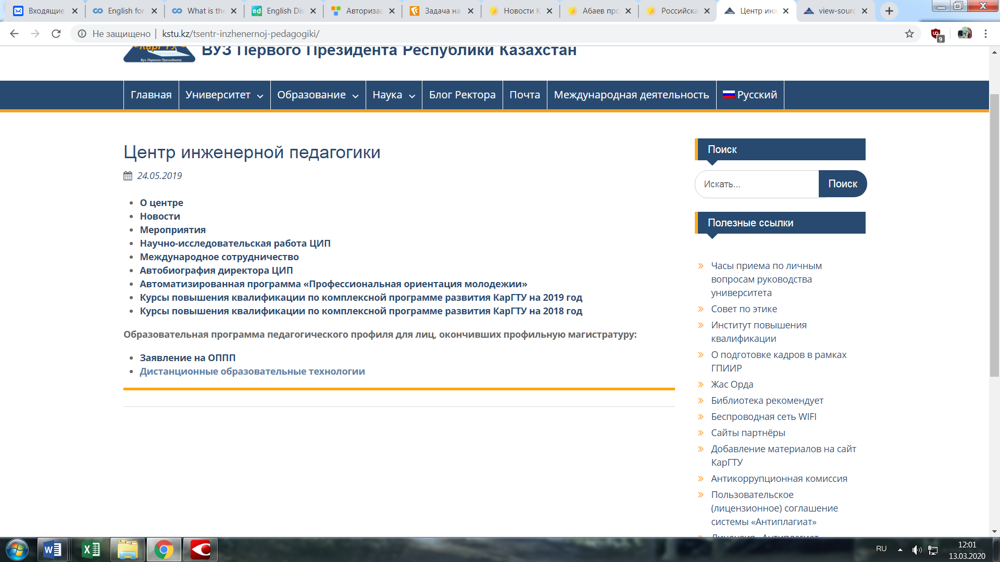 Входящие
English for
What is the
English Dis
Авторизац
Задача на
Новости К
Абаев про
Российска
Центр инж
view-sourc
Не защищено
kstu.kz/tsentr-inzhenernoj-pedagogiki/
9
КарГТУ
Вуз Первого Президента
ВУЗ Первого Президента Республики Казахстан
Главная
Университет
Образование
Наука
Блог Ректора
Почта
Международная деятельность
Русский
Центр инженерной педагогики
24.05.2019
О центре
Новости
Мероприятия
Научно-исследовательская работа ЦИП
Международное сотрудничество
Автобиография директора ЦИП
Автоматизированная программа «Профессиональная ориентация молодежии»
Курсы повышения квалификации по комплексной программе развития КарГТУ на 2019 год
Курсы повышения квалификации по комплексной программе развития КарГТУ на 2018 год
Образовательная программа педагогического профиля для лиц, окончивших профильную магистратуру:
Заявление на ОППП
Дистанционные образовательные технологии
Поиск
Искать...
Поиск
Полезные ссылки
Часы приема по личным
вопросам руководства
университета
Совет по этике
Институт повышения
квалификации
О подготовке кадров в рамках
ГПИИР
Жас Орда
Библиотека рекомендует
Беспроводная сеть WIFI
Сайты партнёры
Добавление материалов на сайт
КарГТУ
Антикоррупционная комиссия
Пользовательское
(лицензионное) соглашение
системы «Антиплагиат»
Лицензия - Антиплагиат
RU
12:01
13.03.2020